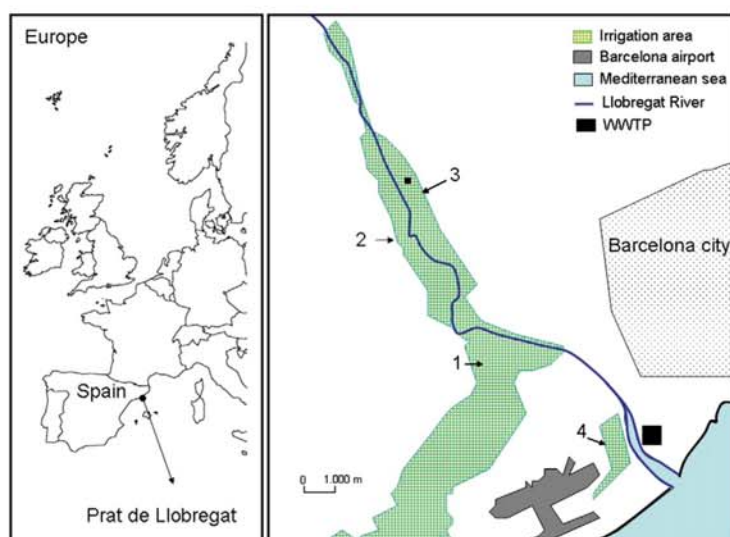 Europe
Spain
Prat de Llobregat
Irrigation area
Barcelona airport
Mediterranean sea
Llobregat River
WWTP
3
2
Barcelona city
1
4
0 1.000 m